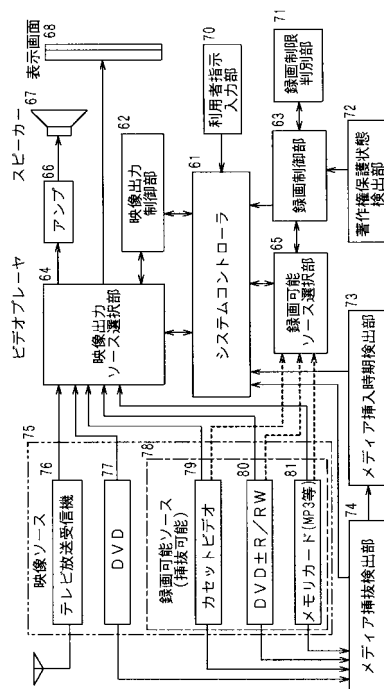 ビデオプレーヤ
スピーカー
表示画面
68
67
アンプ
66
64
映像出力
ソース選択部
62
映像出力
制御部
70
利用者指示
入力部
61
システムコントローラ
71
録画制限
判別部
63
録画制御部
65
録画可能
ソース選択部
72
著作権保護状態
検出部
75
映像ソース
76
テレビ放送受信機
77
DVD
78
録画可能ソース
(挿抜可能)
79
カセットビデオ
80
DVD±R/RW
81
メモリカード(MP3等)
74
メディア挿抜検出部
73
メディア挿入時期検出部